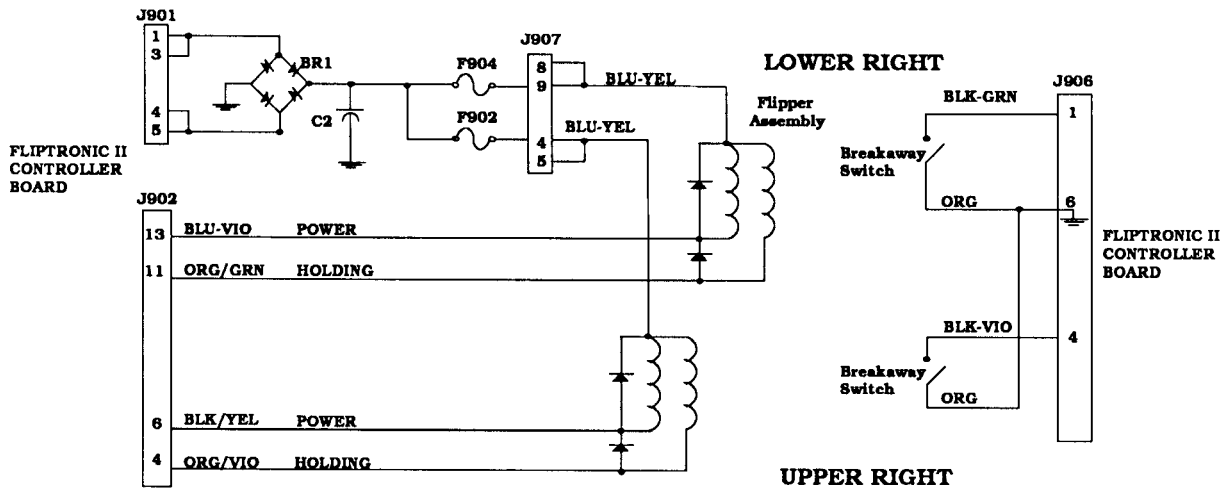 J901
1
3
4
5
BR1
C2
F904
F902
J907
8
9
4
5
BLU-YEL
BLU-YEL
LOWER RIGHT
Flipper
Assembly
FLIPTRONIC II
CONTROLLER
BOARD
J902
13 BLU-VIO POWER
11 ORG/GRN HOLDING
6 BLK/YEL POWER
4 ORG/VIO HOLDING
J906
BLK-GRN
1
Breakaway
Switch
ORG
6
FLIPTRONIC II
CONTROLLER
BOARD
BLK-VIO
4
Breakaway
Switch
ORG
UPPER RIGHT